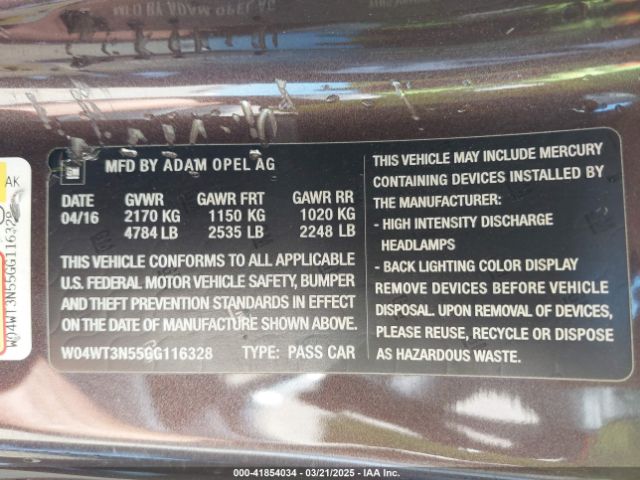 GM
MFD BY ADAM OPEL AG
DATE GVWR GAWR FRT GAWR RR
04/16 2170 KG 1150 KG 1020 KG
4784 LB 2535 LB 2248 LB
THIS VEHICLE CONFORMS TO ALL APPLICABLE
U.S. FEDERAL MOTOR VEHICLE SAFETY, BUMPER
AND THEFT PREVENTION STANDARDS IN EFFECT
ON THE DATE OF MANUFACTURE SHOWN ABOVE.
W04WT3N55GG116328 TYPE: PASS CAR
THIS VEHICLE MAY INCLUDE MERCURY
CONTAINING DEVICES INSTALLED BY
THE MANUFACTURER:
- HIGH INTENSITY DISCHARGE
HEADLAMPS
- BACK LIGHTING COLOR DISPLAY
REMOVE DEVICES BEFORE VEHICLE
DISPOSAL. UPON REMOVAL OF DEVICES,
PLEASE REUSE, RECYCLE OR DISPOSE
AS HAZARDOUS WASTE.
AK
W04WT3N55GG116328
000-41854034 - 03/21/2025 - IAA Inc.